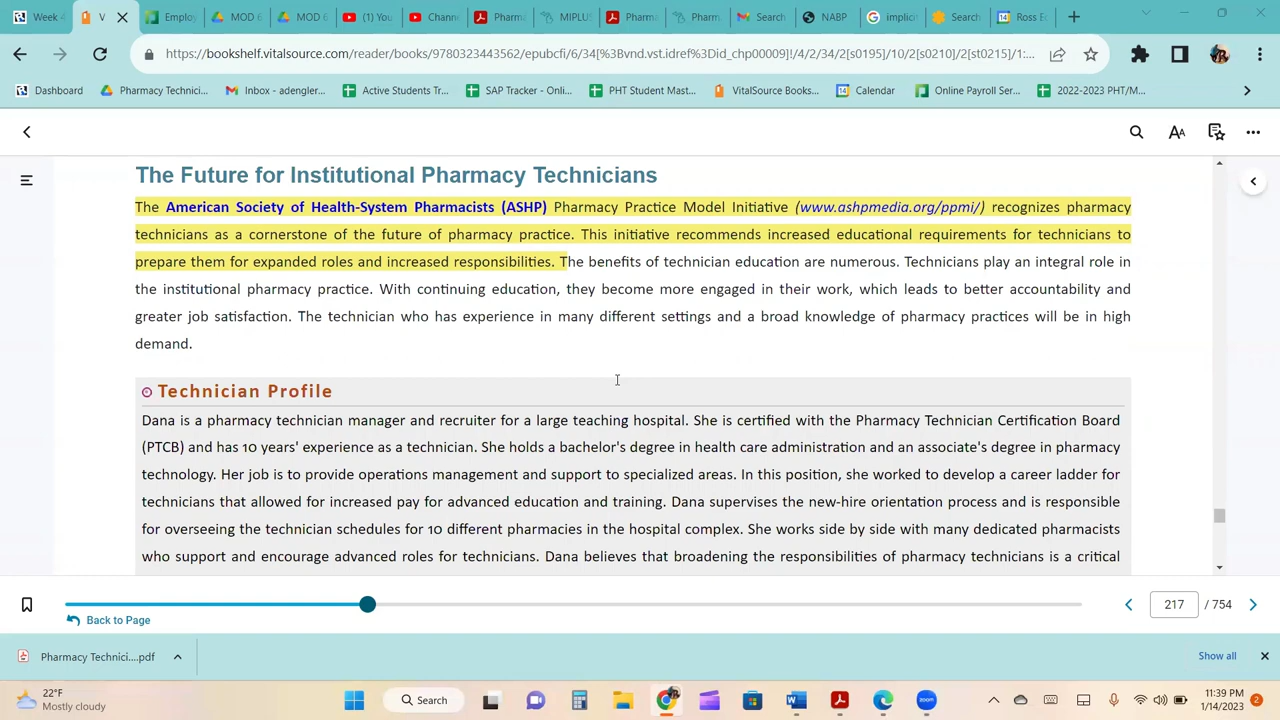 Week 4
V
Employ
MOD 6
MOD 6
(1) You
Chann
Pharma
MIPLUS
Pharma
Pharm
Search
NABP
implici
Search
Ross Ec
https://bookshelf.vitalsource.com/reader/books/9780323443562/epubcfi/6/34[%3Bvnd.vst.idref%3Did_chp00009]!/4/2/34/2[s0195)/10/2[s0210]/2[st0215]/1:...
Dashboard
Pharmacy Technici...
Inbox - adengler...
Active Students Tr...
SAP Tracker - Onli...
PHT Student Mast...
VitalSource Books...
Calendar
Online Payroll Ser...
2022-2023 PHT/M...
AA
The Future for Institutional Pharmacy Technicians
The American Society of Health-System Pharmacists (ASHP) Pharmacy Practice Model Initiative (www.ashpmedia.org/ppmi/) recognizes pharmacy
technicians as a cornerstone of the future of pharmacy practice. This initiative recommends increased educational requirements for technicians to
prepare them for expanded roles and increased responsibilities. The benefits of technician education are numerous. Technicians play an integral role in
the institutional pharmacy practice. With continuing education, they become more engaged in their work, which leads to better accountability and
greater job satisfaction. The technician who has experience in many different settings and a broad knowledge of pharmacy practices will be in high
demand.
Technician Profile
Dana is a pharmacy technician manager and recruiter for a large teaching hospital. She is certified with the Pharmacy Technician Certification Board
(PTCB) and has 10 years' experience as a technician. She holds a bachelor's degree in health care administration and an associate's degree in pharmacy
technology. Her job is to provide operations management and support to specialized areas. In this position, she worked to develop a career ladder for
technicians that allowed for increased pay for advanced education and training. Dana supervises the new-hire orientation process and is responsible
for overseeing the technician schedules for 10 different pharmacies in the hospital complex. She works side by side with many dedicated pharmacists
who support and encourage advanced roles for technicians. Dana believes that broadening the responsibilities of pharmacy technicians is a critical
217 / 754
Back to Page
Pharmacy Technici....pdf
Show all
22°F
Mostly cloudy
Search
11:39 PM
1/14/2023
2